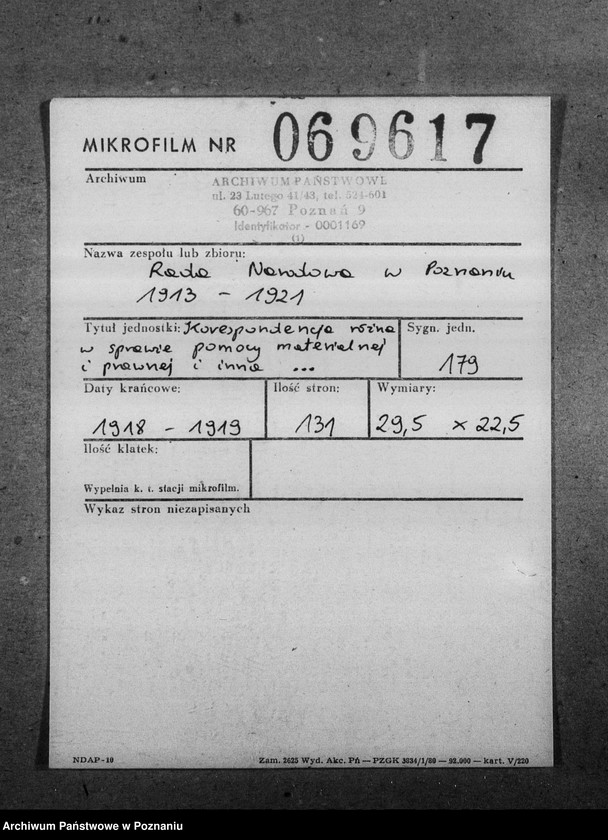 MIKROFILM NR 069617
Archiwum
ARCHIWUM PAŃSTWOWE
ul. 23 Lutego 41/43, tel. 524-601
60-967 Poznań 9
Identyfikator - 0001169
(1)
Nazwa zespołu lub zbioru:
Rada Narodowa w Poznaniu
1913 - 1921
Tytuł jednostki: Korespondencja różna
w sprawie pomocy materialnej
i prawnej i inna ...
Sygn. jedn.
179
Daty krańcowe:
1918 - 1919
Ilość stron:
131
Wymiary:
29,5 x 22,5
Ilość klatek:
Wypełnia k. t. stacji mikrofilm.
Wykaz stron niezapisanych
NDAP-10
Zam. 2625 Wyd. Akc. Pń — PZGK 3834/1/80 — 92.000 — kart. V/220
Archiwum Państwowe w Poznaniu